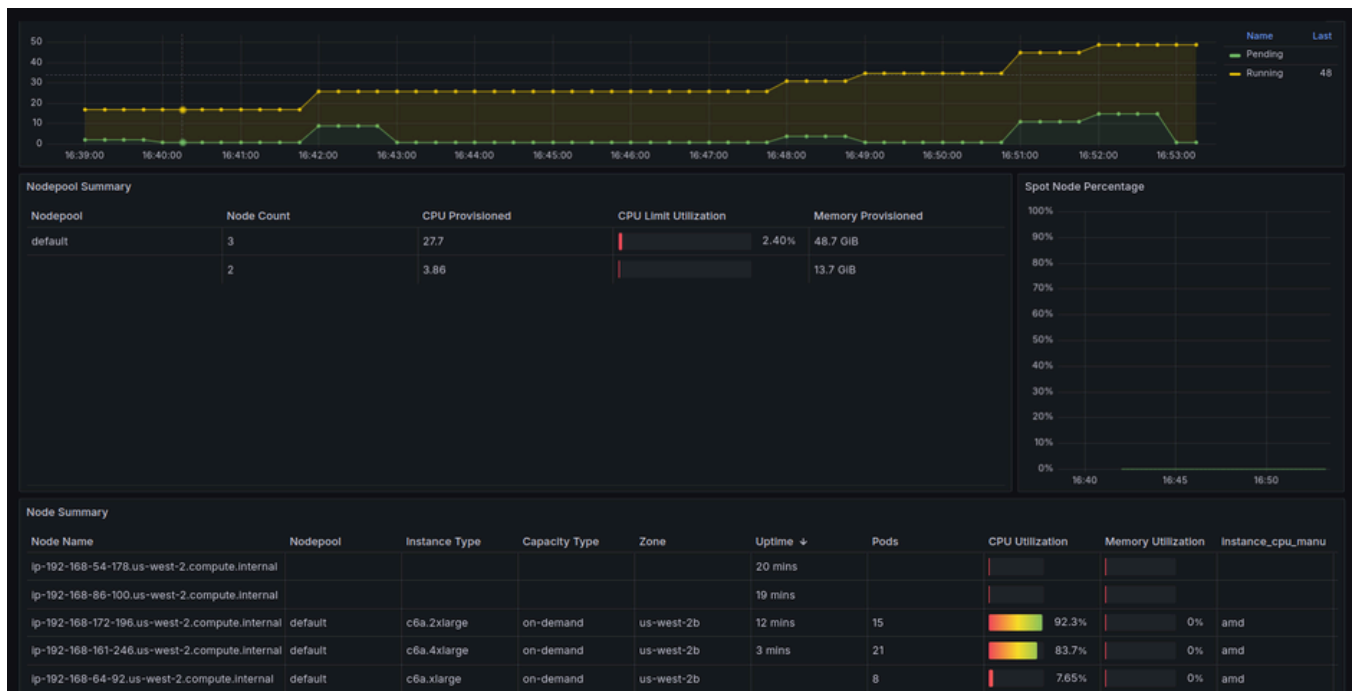 50
40
30
20
10
0
16:39:00 16:40:00 16:41:00 16:42:00 16:43:00 16:44:00 16:45:00 16:46:00 16:47:00 16:48:00 16:49:00 16:50:00 16:51:00 16:52:00 16:53:00
Name Last
Pending
Running 48
Nodepool Summary
Nodepool Node Count CPU Provisioned CPU Limit Utilization Memory Provisioned
default 3 27.7 2.40% 48.7 GiB
2 3.86 13.7 GiB
Spot Node Percentage
100%
90%
80%
70%
60%
50%
40%
30%
20%
10%
0%
16:40 16:45 16:50
Node Summary
Node Name Nodepool Instance Type Capacity Type Zone Uptime ↓ Pods CPU Utilization Memory Utilization instance_cpu_manu
ip-192-168-54-178.us-west-2.compute.internal 20 mins
ip-192-168-86-100.us-west-2.compute.internal 19 mins
ip-192-168-172-196.us-west-2.compute.internal default c6a.2xlarge on-demand us-west-2b 12 mins 15 92.3% 0% amd
ip-192-168-161-246.us-west-2.compute.internal default c6a.4xlarge on-demand us-west-2b 3 mins 21 83.7% 0% amd
ip-192-168-64-92.us-west-2.compute.internal default c6a.xlarge on-demand us-west-2b 8 7.65% 0% amd